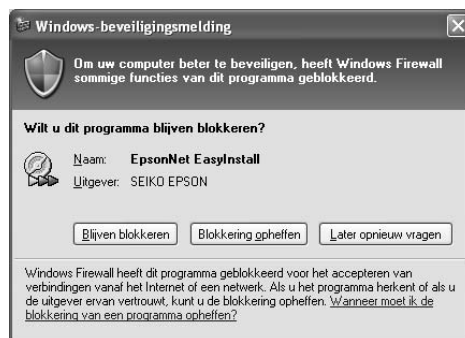 Windows-beveiligingsmelding
Om uw computer beter te beveiligen, heeft Windows Firewall
sommige functies van dit programma geblokkeerd.
Wilt u dit programma blijven blokkeren?
Naam: EpsonNet EasyInstall
Uitgever: SEIKO EPSON
Blijven blokkeren Blokkering opheffen Later opnieuw vragen
Windows Firewall heeft dit programma geblokkeerd voor het accepteren van
verbindingen vanaf het Internet of een netwerk. Als u het programma herkent of als u
de uitgever ervan vertrouwt, kunt u de blokkering opheffen. Wanneer moet ik de
blokkering van een programma opheffen?